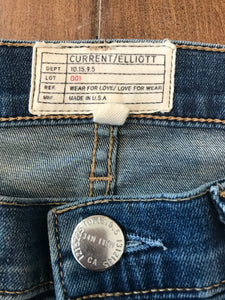 CURRENT/ELLIOTT
DEPT. 10.15.9.5
LOT 001
REF. WEAR FOR LOVE/ LOVE FOR WEAR
MNF. MADE IN U.S.A
CA